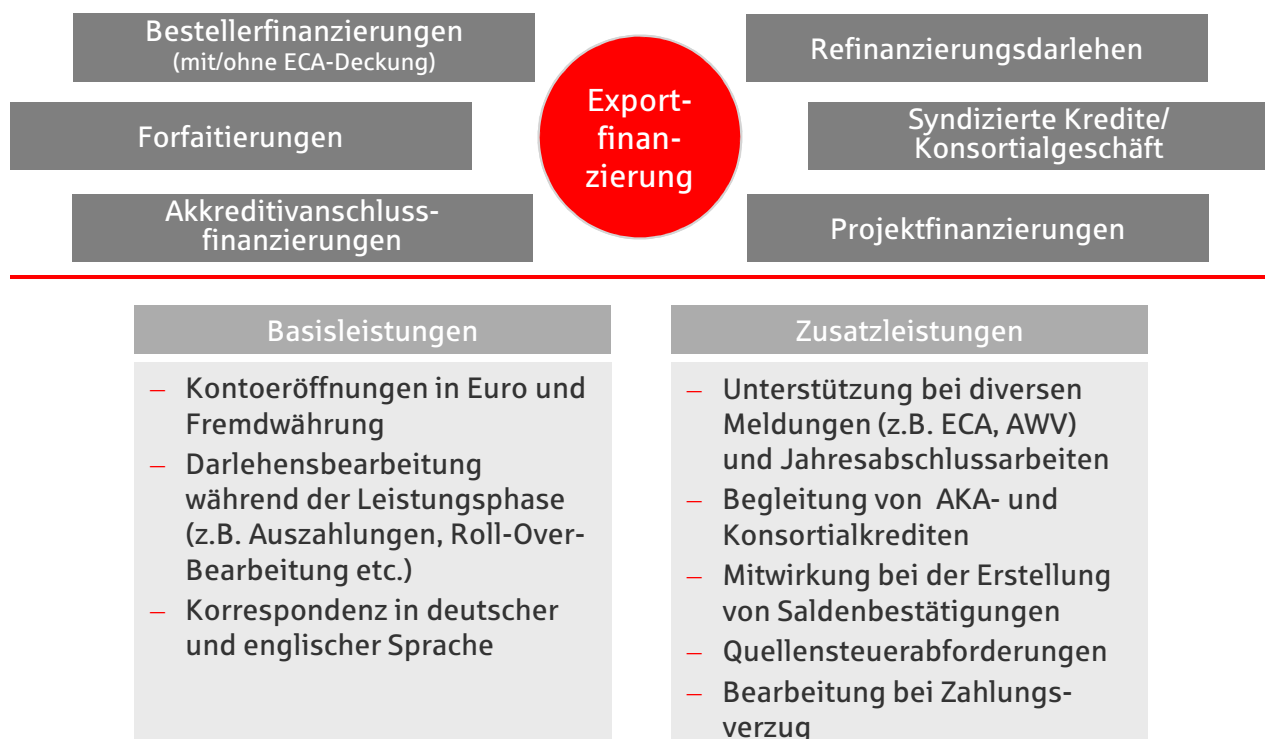 Bestellerfinanzierungen
(mit/ohne ECA-Deckung)
Forfaitierungen
Akkreditivanschluss-
finanzierungen
Export-
finan-
zierung
Refinanzierungsdarlehen
Syndizierte Kredite/
Konsortialgeschäft
Projektfinanzierungen
Basisleistungen
– Kontoeröffnungen in Euro und
Fremdwährung
– Darlehensbearbeitung
während der Leistungsphase
(z.B. Auszahlungen, Roll-Over-
Bearbeitung etc.)
– Korrespondenz in deutscher
und englischer Sprache
Zusatzleistungen
– Unterstützung bei diversen
Meldungen (z.B. ECA, AWV)
und Jahresabschlussarbeiten
– Begleitung von AKA- und
Konsortialkrediten
– Mitwirkung bei der Erstellung
von Saldenbestätigungen
– Quellensteuerabforderungen
– Bearbeitung bei Zahlungs-
verzug